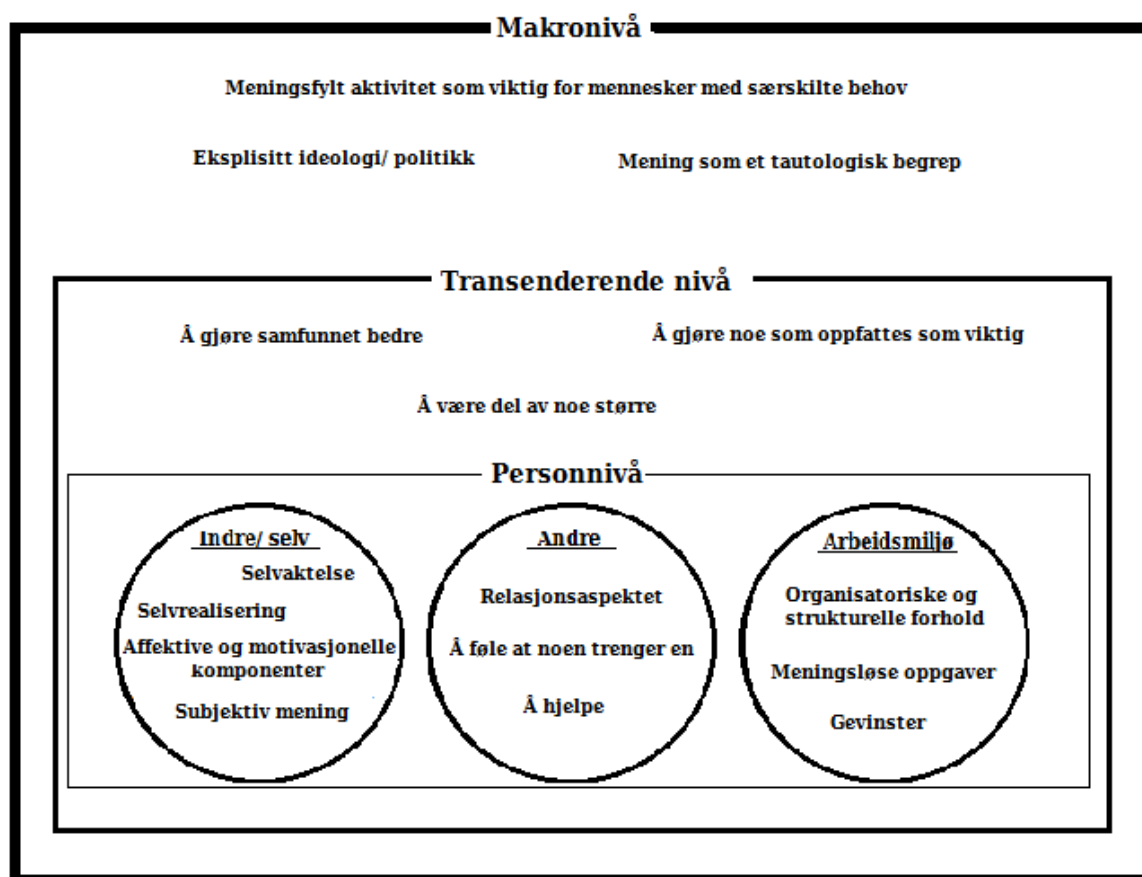 Makronivå
Meningsfylt aktivitet som viktig for mennesker med særskilte behov
Eksplisitt ideologi/ politikk
Mening som et tautologisk begrep
Transenderende nivå
Å gjøre samfunnet bedre
Å gjøre noe som oppfattes som viktig
Å være del av noe større
Personnivå
Indre/ selv
Selvaktelse
Selvrealisering
Affektive og motivasjonelle
komponenter
Subjektiv mening
Andre
Relasjonsaspektet
Å føle at noen trenger en
Å hjelpe
Arbeidsmiljø
Organisatoriske og
strukturelle forhold
Meningsløse oppgaver
Gevinster